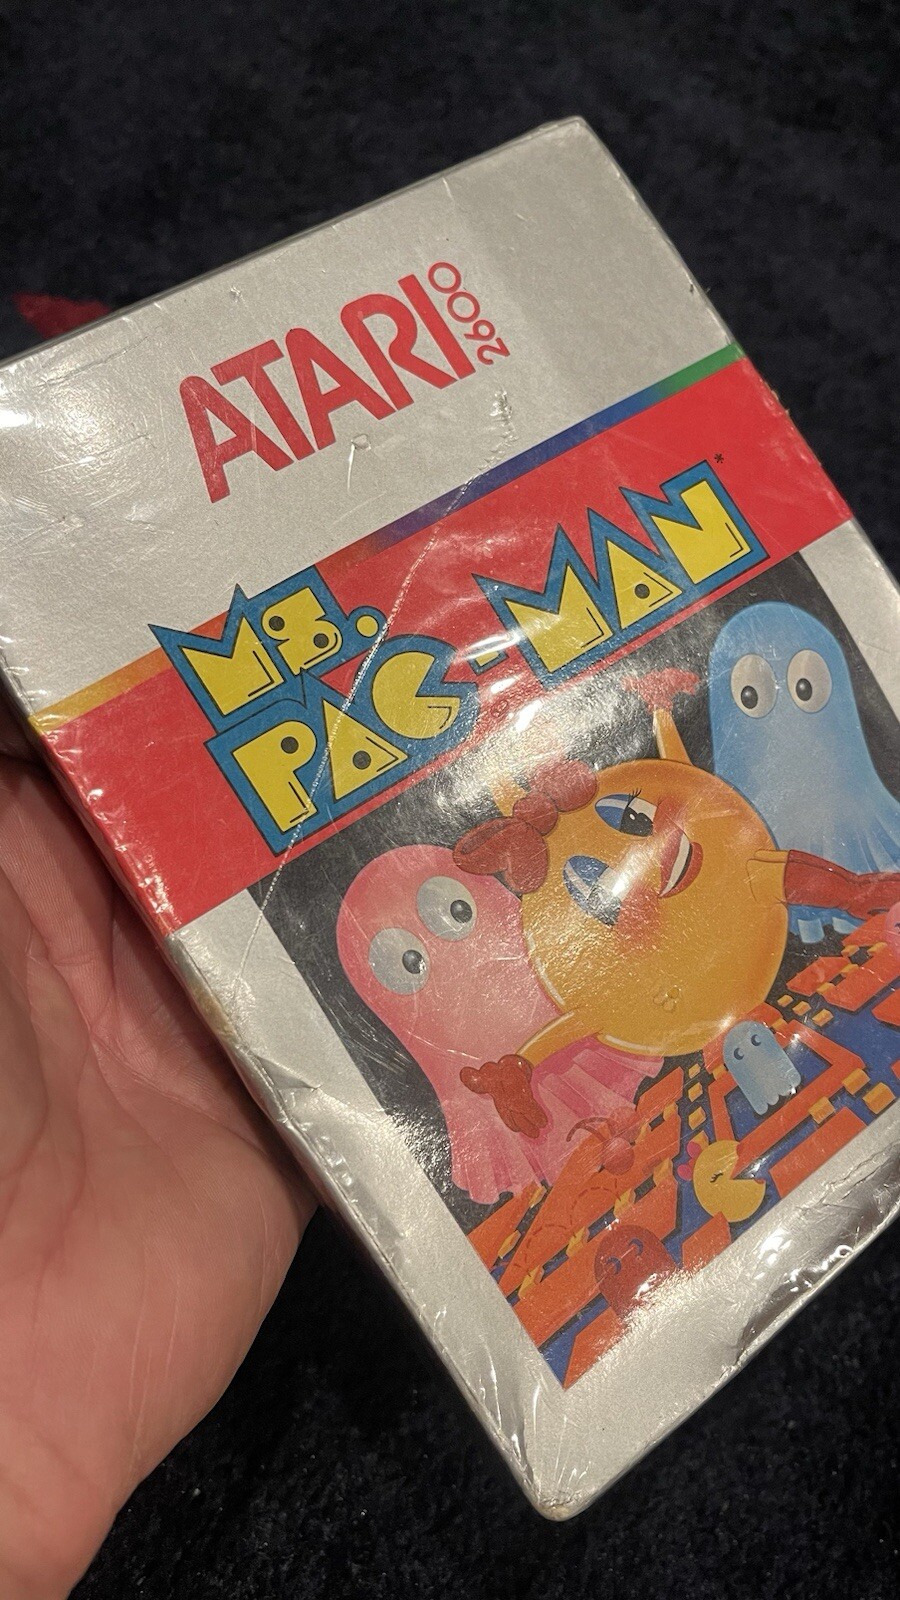 ATARI 2600
MS.
PAC-MAN*